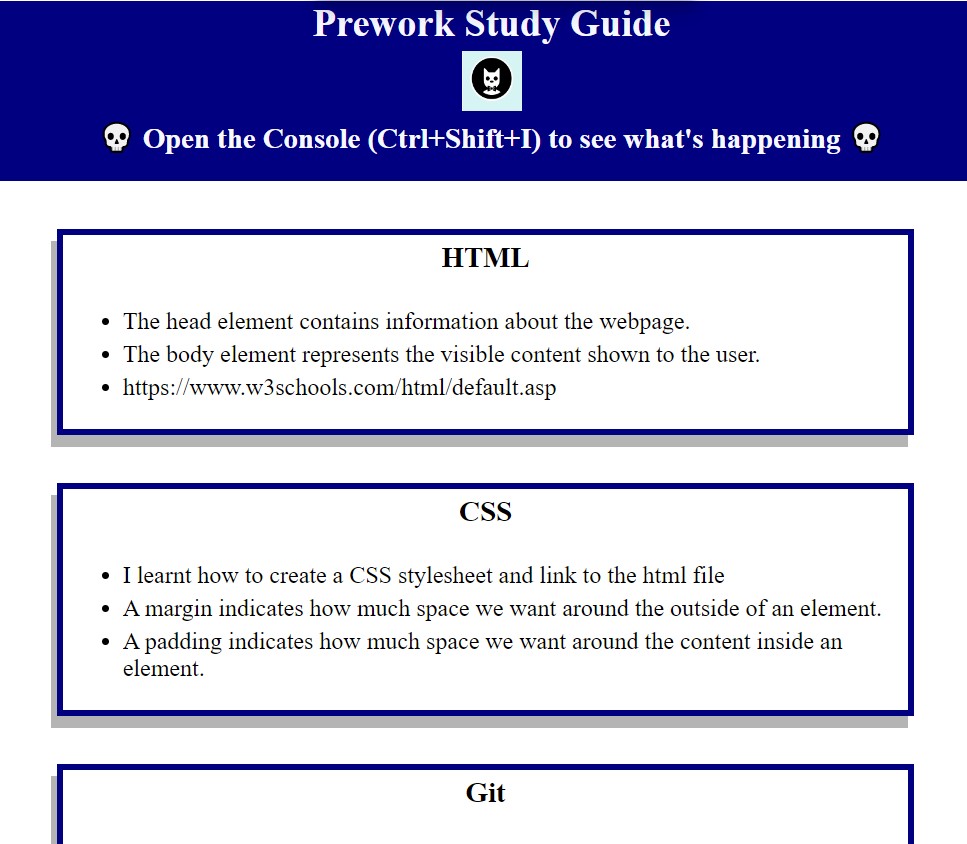 Prework Study Guide
💀 Open the Console (Ctrl+Shift+I) to see what's happening 💀
HTML
• The head element contains information about the webpage.
• The body element represents the visible content shown to the user.
• https://www.w3schools.com/html/default.asp
CSS
• I learnt how to create a CSS stylesheet and link to the html file
• A margin indicates how much space we want around the outside of an element.
• A padding indicates how much space we want around the content inside an
element.
Git